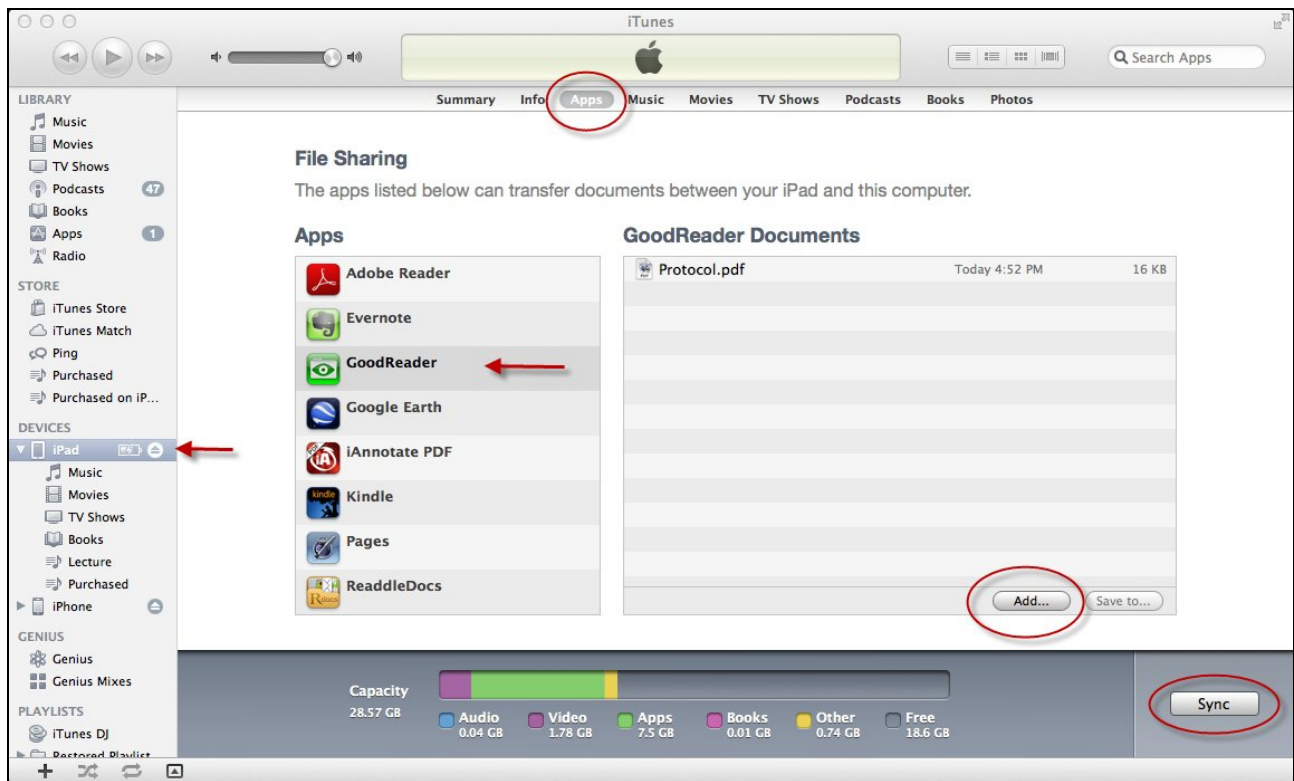 iTunes
Search Apps
Summary Info Apps Music Movies TV Shows Podcasts Books Photos
LIBRARY
Music
Movies
TV Shows
Podcasts 47
Books
Apps 1
Radio
STORE
iTunes Store
iTunes Match
Ping
Purchased
Purchased on iP...
DEVICES
iPad
Music
Movies
TV Shows
Books
Lecture
Purchased
iPhone
GENIUS
Genius
Genius Mixes
PLAYLISTS
iTunes DJ
Restored Playlist
File Sharing
The apps listed below can transfer documents between your iPad and this computer.
Apps
Adobe Reader
Evernote
GoodReader
Google Earth
iAnnotate PDF
kindle
Kindle
Pages
Rdocs
ReaddleDocs
GoodReader Documents
Protocol.pdf Today 4:52 PM 16 KB
Add... Save to...
Capacity
28.57 GB
Audio
0.04 GB
Video
1.78 GB
Apps
7.5 GB
Books
0.01 GB
Other
0.74 GB
Free
18.6 GB
Sync